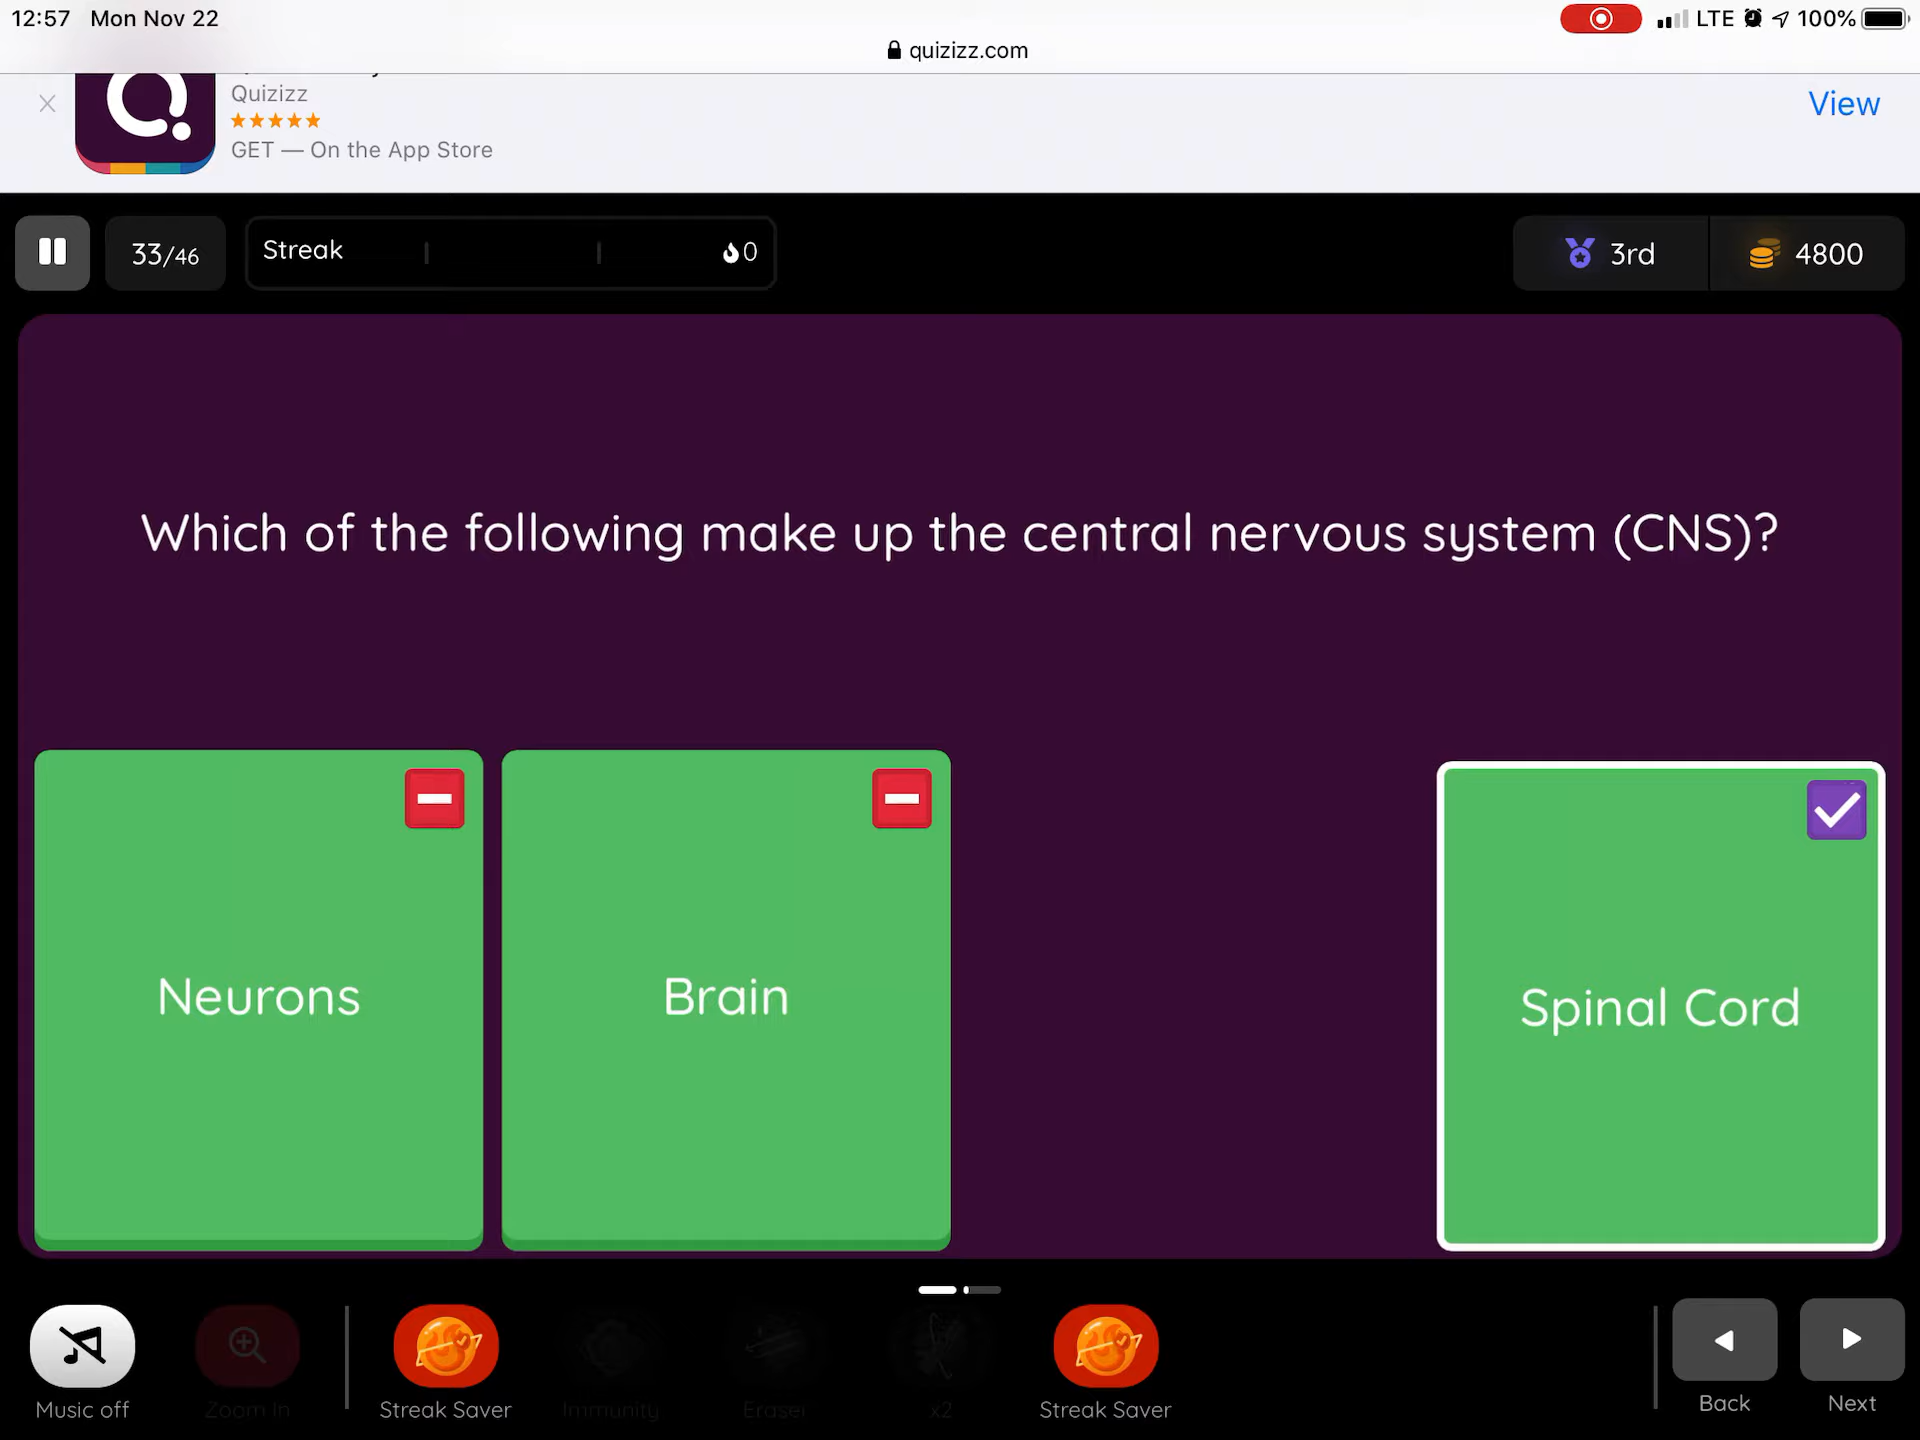 12:57 Mon Nov 22
LTE 100%
quizizz.com
Quizizz
GET — On the App Store
View
33/46
Streak
0
3rd
4800
Which of the following make up the central nervous system (CNS)?
Neurons
Brain
Spinal Cord
Music off
Zoom In
Streak Saver
Immunity
Eraser
x2
Streak Saver
Back
Next